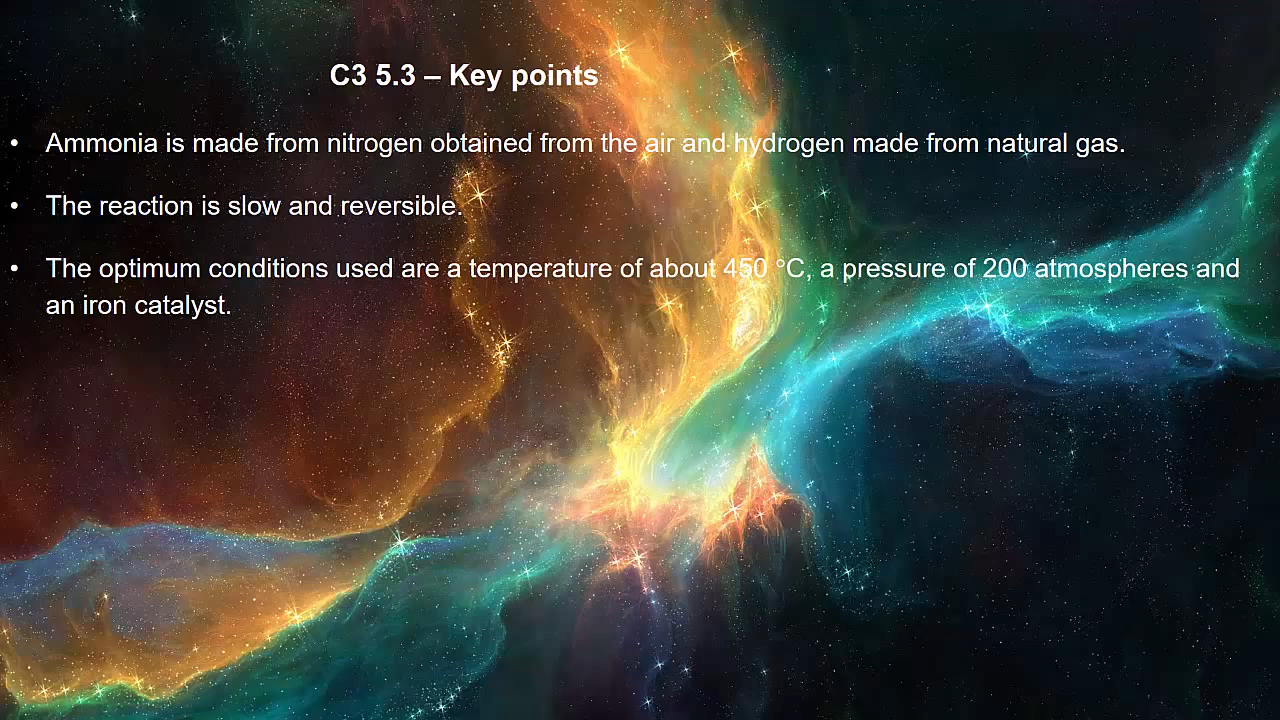 C3 5.3 – Key points
• Ammonia is made from nitrogen obtained from the air and hydrogen made from natural gas.
• The reaction is slow and reversible.
• The optimum conditions used are a temperature of about 450 °C, a pressure of 200 atmospheres and
an iron catalyst.